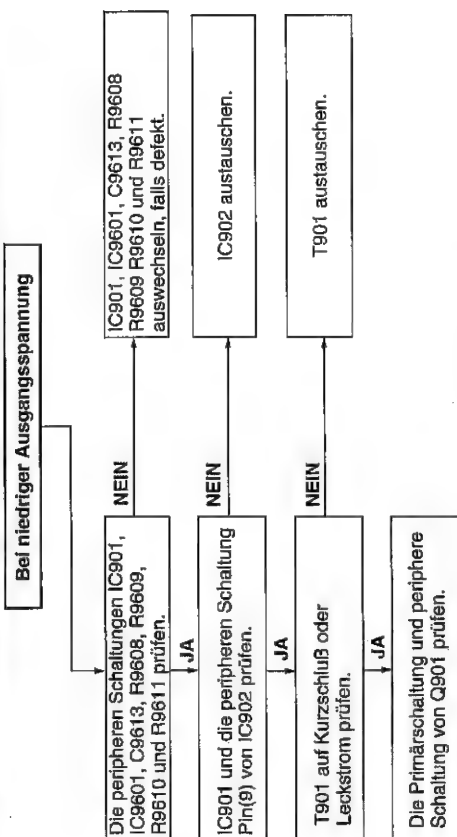 Bei niedriger Ausgangsspannung
Die peripheren Schaltungen IC901,
IC9601, C9613, R9608, R9609,
R9610 und R9611 prüfen.
NEIN
IC901, IC9601, C9613, R9608
R9609 R9610 und R9611
auswechseln, falls defekt.
JA
IC901 und die peripheren Schaltung
Pin(9) von IC902 prüfen.
NEIN
IC902 austauschen.
JA
T901 auf Kurzschluß oder
Leckstrom prüfen.
NEIN
T901 austauschen.
JA
Die Primärschaltung und periphere
Schaltung von Q901 prüfen.